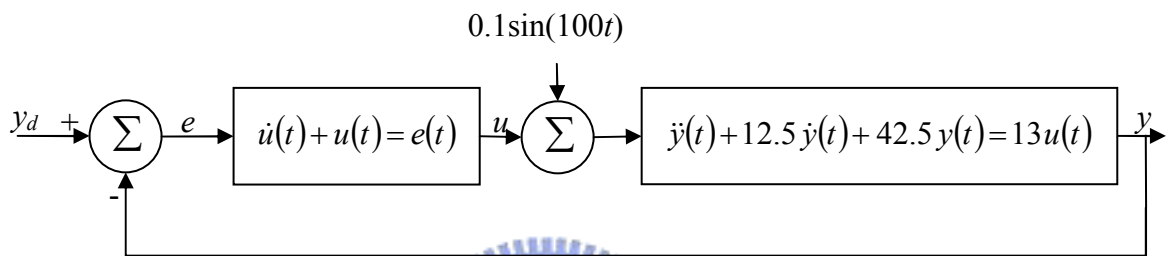 0.1sin(100t)
y_d + Σ e u̇(t) + u(t) = e(t) u Σ ÿ(t) + 12.5 ẏ(t) + 42.5 y(t) = 13u(t) y
-